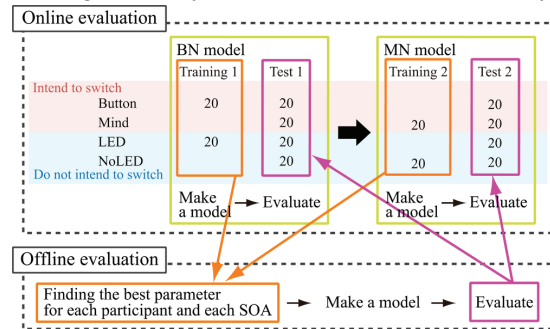 Online evaluation
BN model
MN model
Training 1 Test 1 Training 2 Test 2
Intend to switch
Button 20 20 20
Mind 20 20 20
LED 20 20 20
NoLED 20 20 20
Do not intend to switch
Make
a model Evaluate
Make
a model Evaluate
Offline evaluation
Finding the best parameter
for each participant and each SOA
Make a model
Evaluate